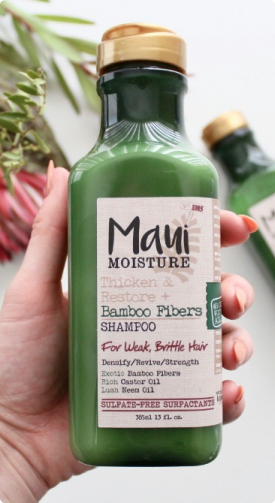 Maui
MOISTURE
Thicken &
Restore +
Bamboo Fibers
SHAMPOO
For Weak, Brittle Hair
Densify/Revive/Strength
Exotic Bamboo Fibers
Rich Castor Oil
Lush Neem Oil
SULFATE-FREE SURFACTANTS
385ml 13 fl. oz.